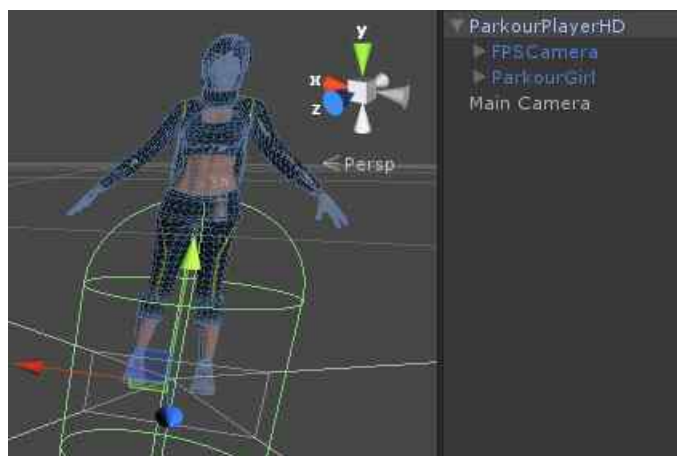 y
x
z
Persp
ParkourPlayerHD
FPSCamera
ParkourGirl
Main Camera